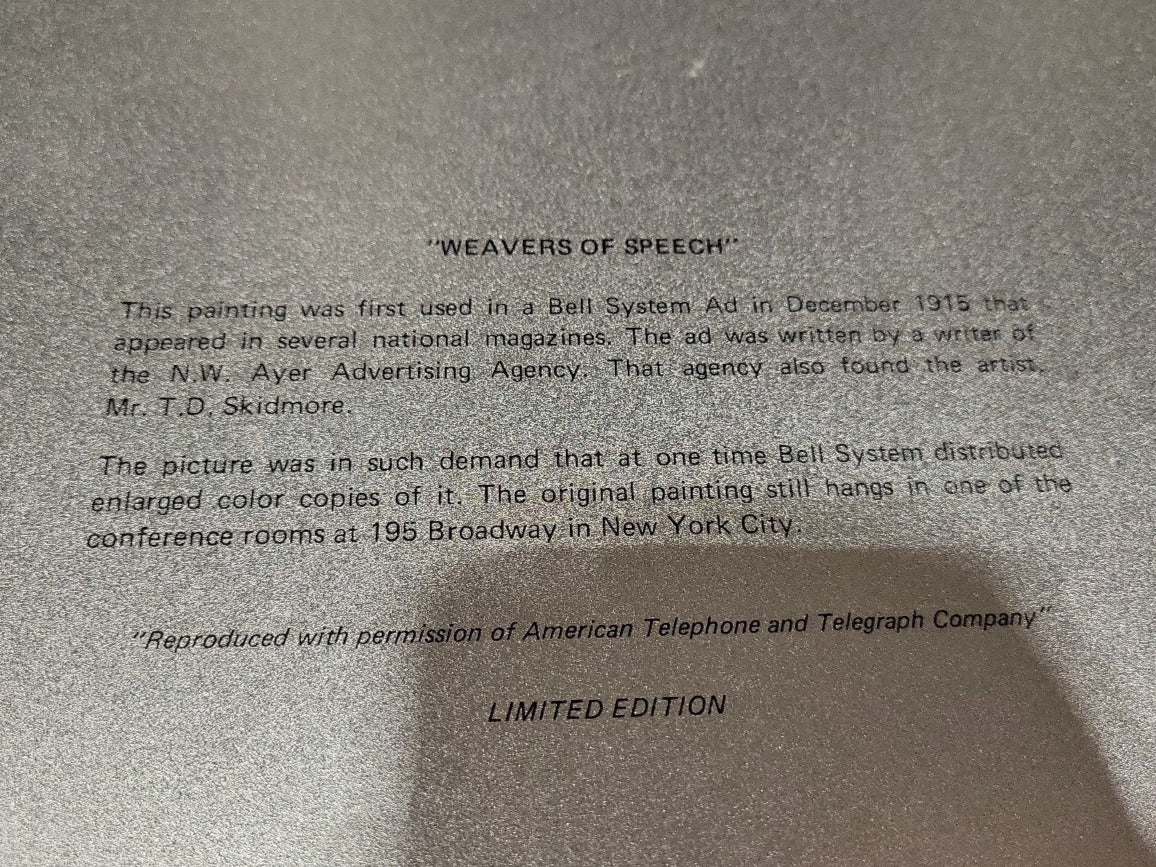 "WEAVERS OF SPEECH"
This painting was first used in a Bell System Ad in December 1915 that
appeared in several national magazines. The ad was written by a writer of
the N.W. Ayer Advertising Agency. That agency also found the artist,
Mr. T.D. Skidmore.
The picture was in such demand that at one time Bell System distributed
enlarged color copies of it. The original painting still hangs in one of the
conference rooms at 195 Broadway in New York City.
"Reproduced with permission of American Telephone and Telegraph Company"
LIMITED EDITION